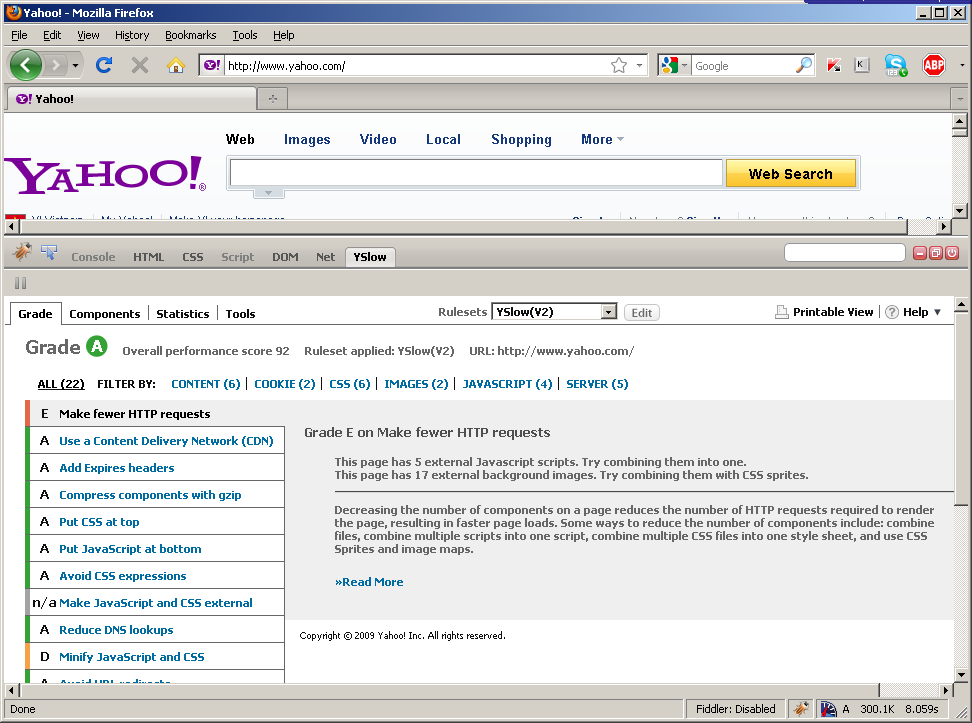 Yahoo! - Mozilla Firefox
File Edit View History Bookmarks Tools Help
Y! http://www.yahoo.com/ Google K ABP
Y! Yahoo!
Web Images Video Local Shopping More
YAHOO!®
Web Search
Console HTML CSS Script DOM Net YSlow
Grade Components Statistics Tools Rulesets YSlow(V2) Edit Printable View ? Help
Grade A Overall performance score 92 Ruleset applied: YSlow(V2) URL: http://www.yahoo.com/
ALL (22) FILTER BY: CONTENT (6) | COOKIE (2) | CSS (6) | IMAGES (2) | JAVASCRIPT (4) | SERVER (5)
E Make fewer HTTP requests
A Use a Content Delivery Network (CDN)
A Add Expires headers
A Compress components with gzip
A Put CSS at top
A Put JavaScript at bottom
A Avoid CSS expressions
n/a Make JavaScript and CSS external
A Reduce DNS lookups
D Minify JavaScript and CSS
A Avoid URL redirects
Grade E on Make fewer HTTP requests
This page has 5 external Javascript scripts. Try combining them into one.
This page has 17 external background images. Try combining them with CSS sprites.
Decreasing the number of components on a page reduces the number of HTTP requests required to render
the page, resulting in faster page loads. Some ways to reduce the number of components include: combine
files, combine multiple scripts into one script, combine multiple CSS files into one style sheet, and use CSS
Sprites and image maps.
»Read More
Copyright © 2009 Yahoo! Inc. All rights reserved.
Done Fiddler: Disabled A 300.1K 8.059s